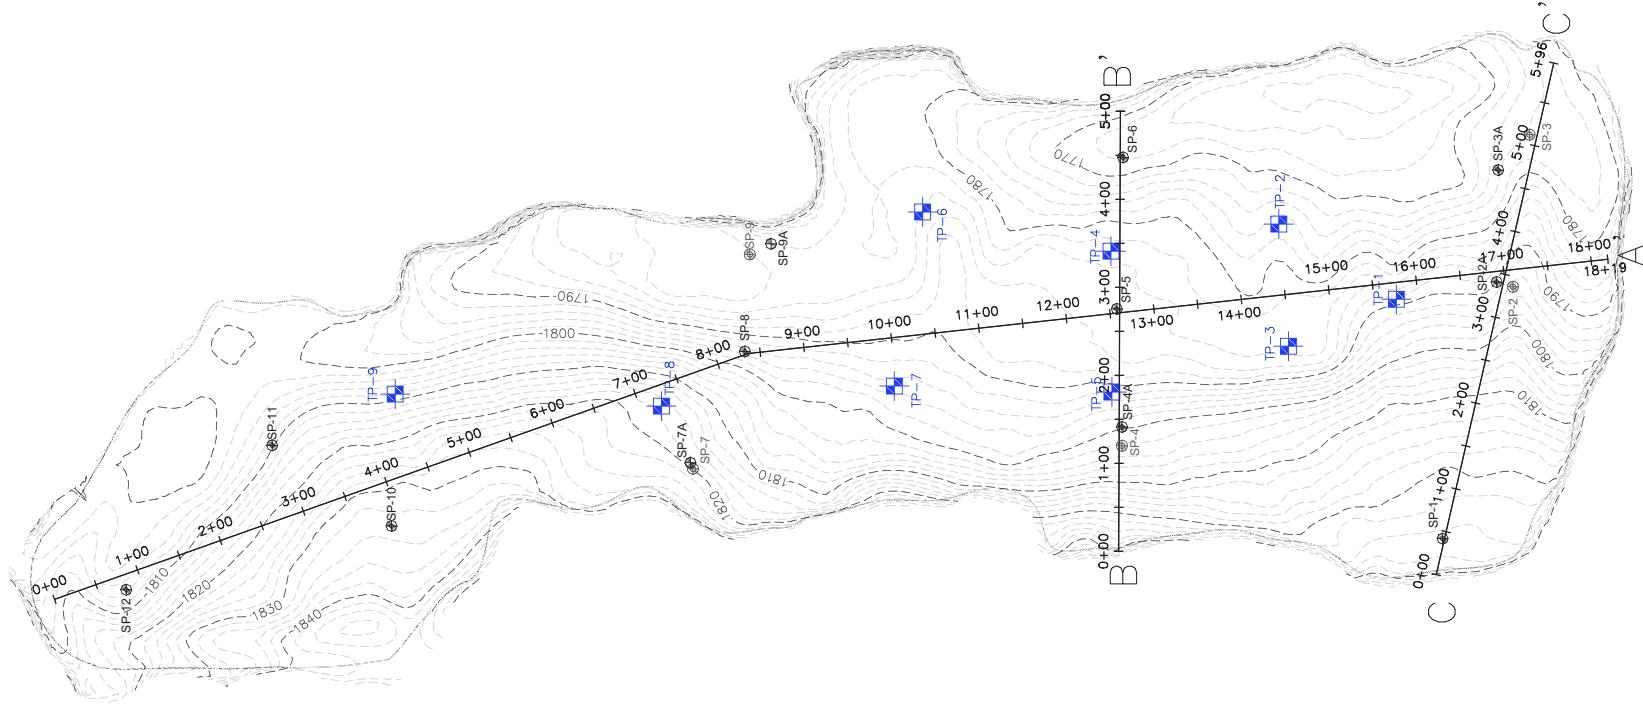 0+00
1+00
2+00
3+00
4+00
5+00
6+00
7+00
8+00
9+00
10+00
11+00
12+00
13+00
14+00
15+00
16+00
17+00
18+00
18+19
A'
B
0+00
1+00
2+00
3+00
4+00
5+00
B'
C
0+00
1+00
2+00
3+00
4+00
5+00
5+96
C'
SP-12
SP-11
SP-10
SP-9
SP-9A
SP-8
SP-7A
SP-7
SP-6
SP-5
SP-4A
SP-4
SP-3A
SP-3
SP-2A
SP-2
SP-1
TP-9
TP-8
TP-7
TP-6
TP-5
TP-4
TP-3
TP-2
TP-1
1810
1820
1830
1840
1790
1800
1820
1810
1780
1770
1780
1790
1800
1810